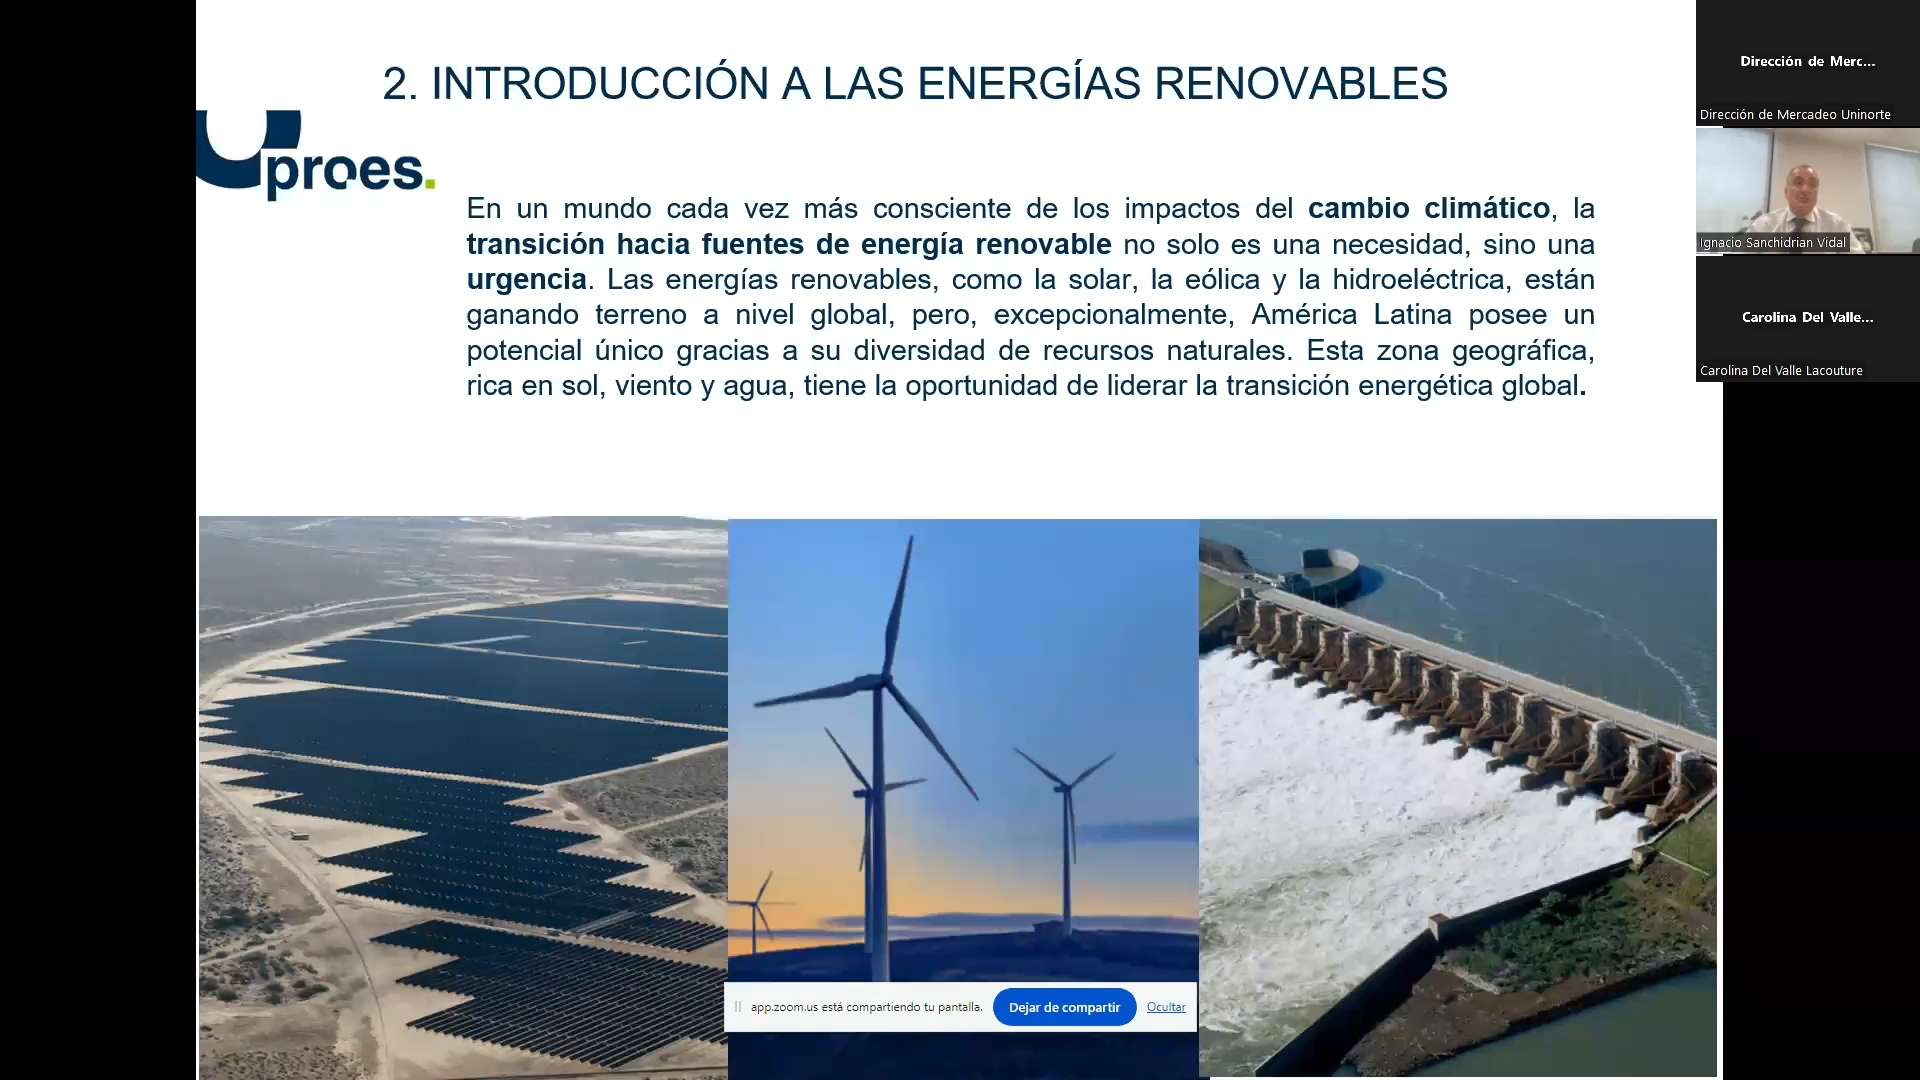 2. INTRODUCCIÓN A LAS ENERGÍAS RENOVABLES
Uproes.
En un mundo cada vez más consciente de los impactos del cambio climático, la
transición hacia fuentes de energía renovable no solo es una necesidad, sino una
urgencia. Las energías renovables, como la solar, la eólica y la hidroeléctrica, están
ganando terreno a nivel global, pero, excepcionalmente, América Latina posee un
potencial único gracias a su diversidad de recursos naturales. Esta zona geográfica,
rica en sol, viento y agua, tiene la oportunidad de liderar la transición energética global.
app.zoom.us está compartiendo tu pantalla.
Dejar de compartir
Ocultar
Dirección de Merc...
Dirección de Mercadeo Uninorte
Ignacio Sanchidrian Vidal
Carolina Del Valle...
Carolina Del Valle Lacouture